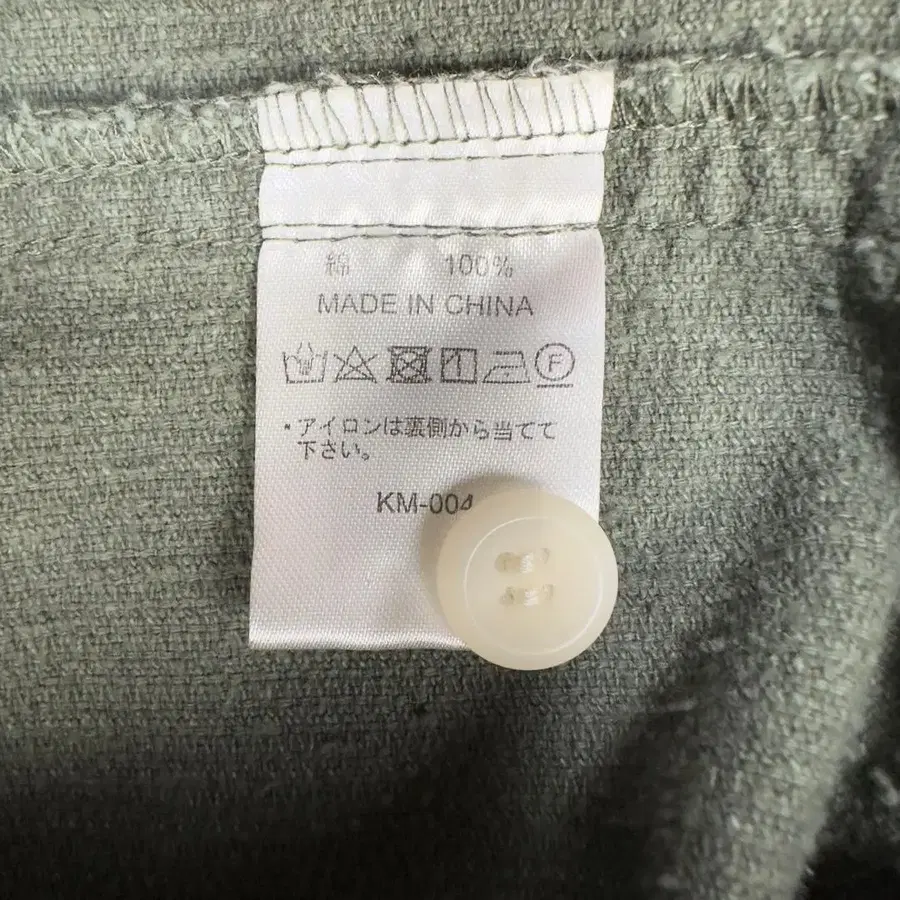 綿 100%
MADE IN CHINA
F
* アイロンは裏側から当てて
下さい。
KM-004